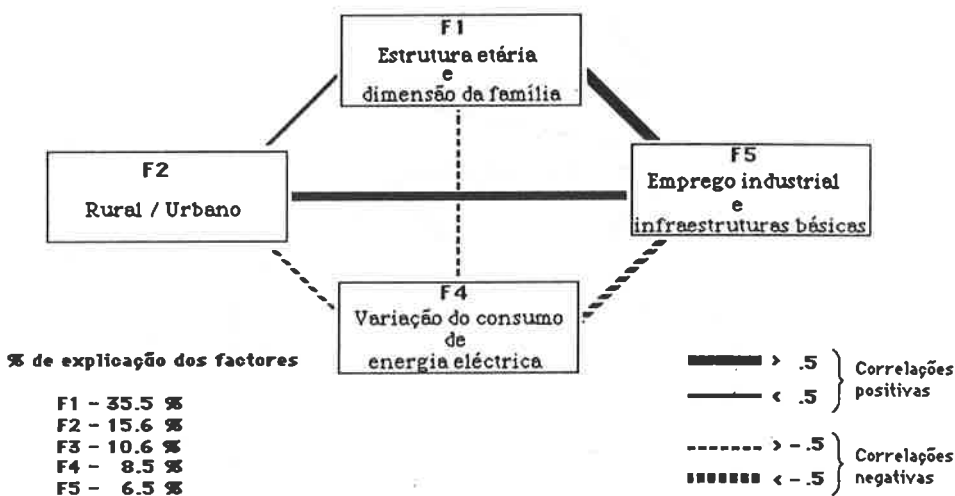 F1
Estrutura etária
e
dimensão da família
F2
Rural / Urbano
F5
Emprego industrial
e
infraestruturas básicas
F4
Variação do consumo
de
energia eléctrica
% de explicação dos factores
F1 - 35.5 %
F2 - 15.6 %
F3 - 10.6 %
F4 - 8.5 %
F5 - 6.5 %
> .5
< .5
Correlações
positivas
> - .5
< - .5
Correlações
negativas